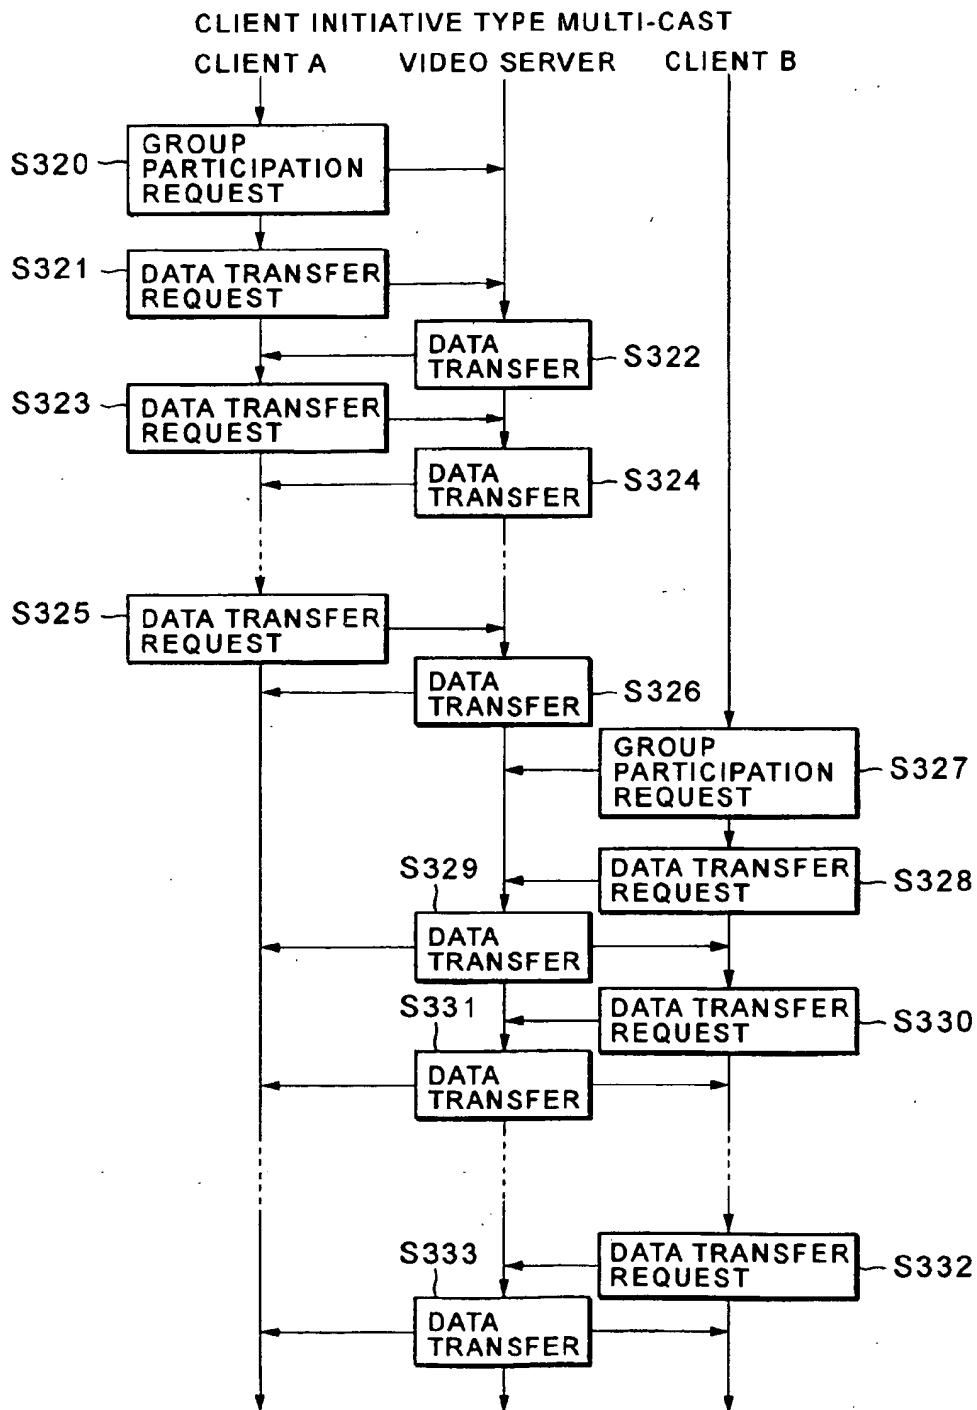 CLIENT INITIATIVE TYPE MULTI-CAST
CLIENT A
VIDEO SERVER
CLIENT B
S320
GROUP
PARTICIPATION
REQUEST
S321
DATA TRANSFER
REQUEST
DATA
TRANSFER
S322
S323
DATA TRANSFER
REQUEST
DATA
TRANSFER
S324
S325
DATA TRANSFER
REQUEST
DATA
TRANSFER
S326
GROUP
PARTICIPATION
REQUEST
S327
DATA TRANSFER
REQUEST
S328
S329
DATA
TRANSFER
DATA TRANSFER
REQUEST
S330
S331
DATA
TRANSFER
DATA TRANSFER
REQUEST
S332
S333
DATA
TRANSFER